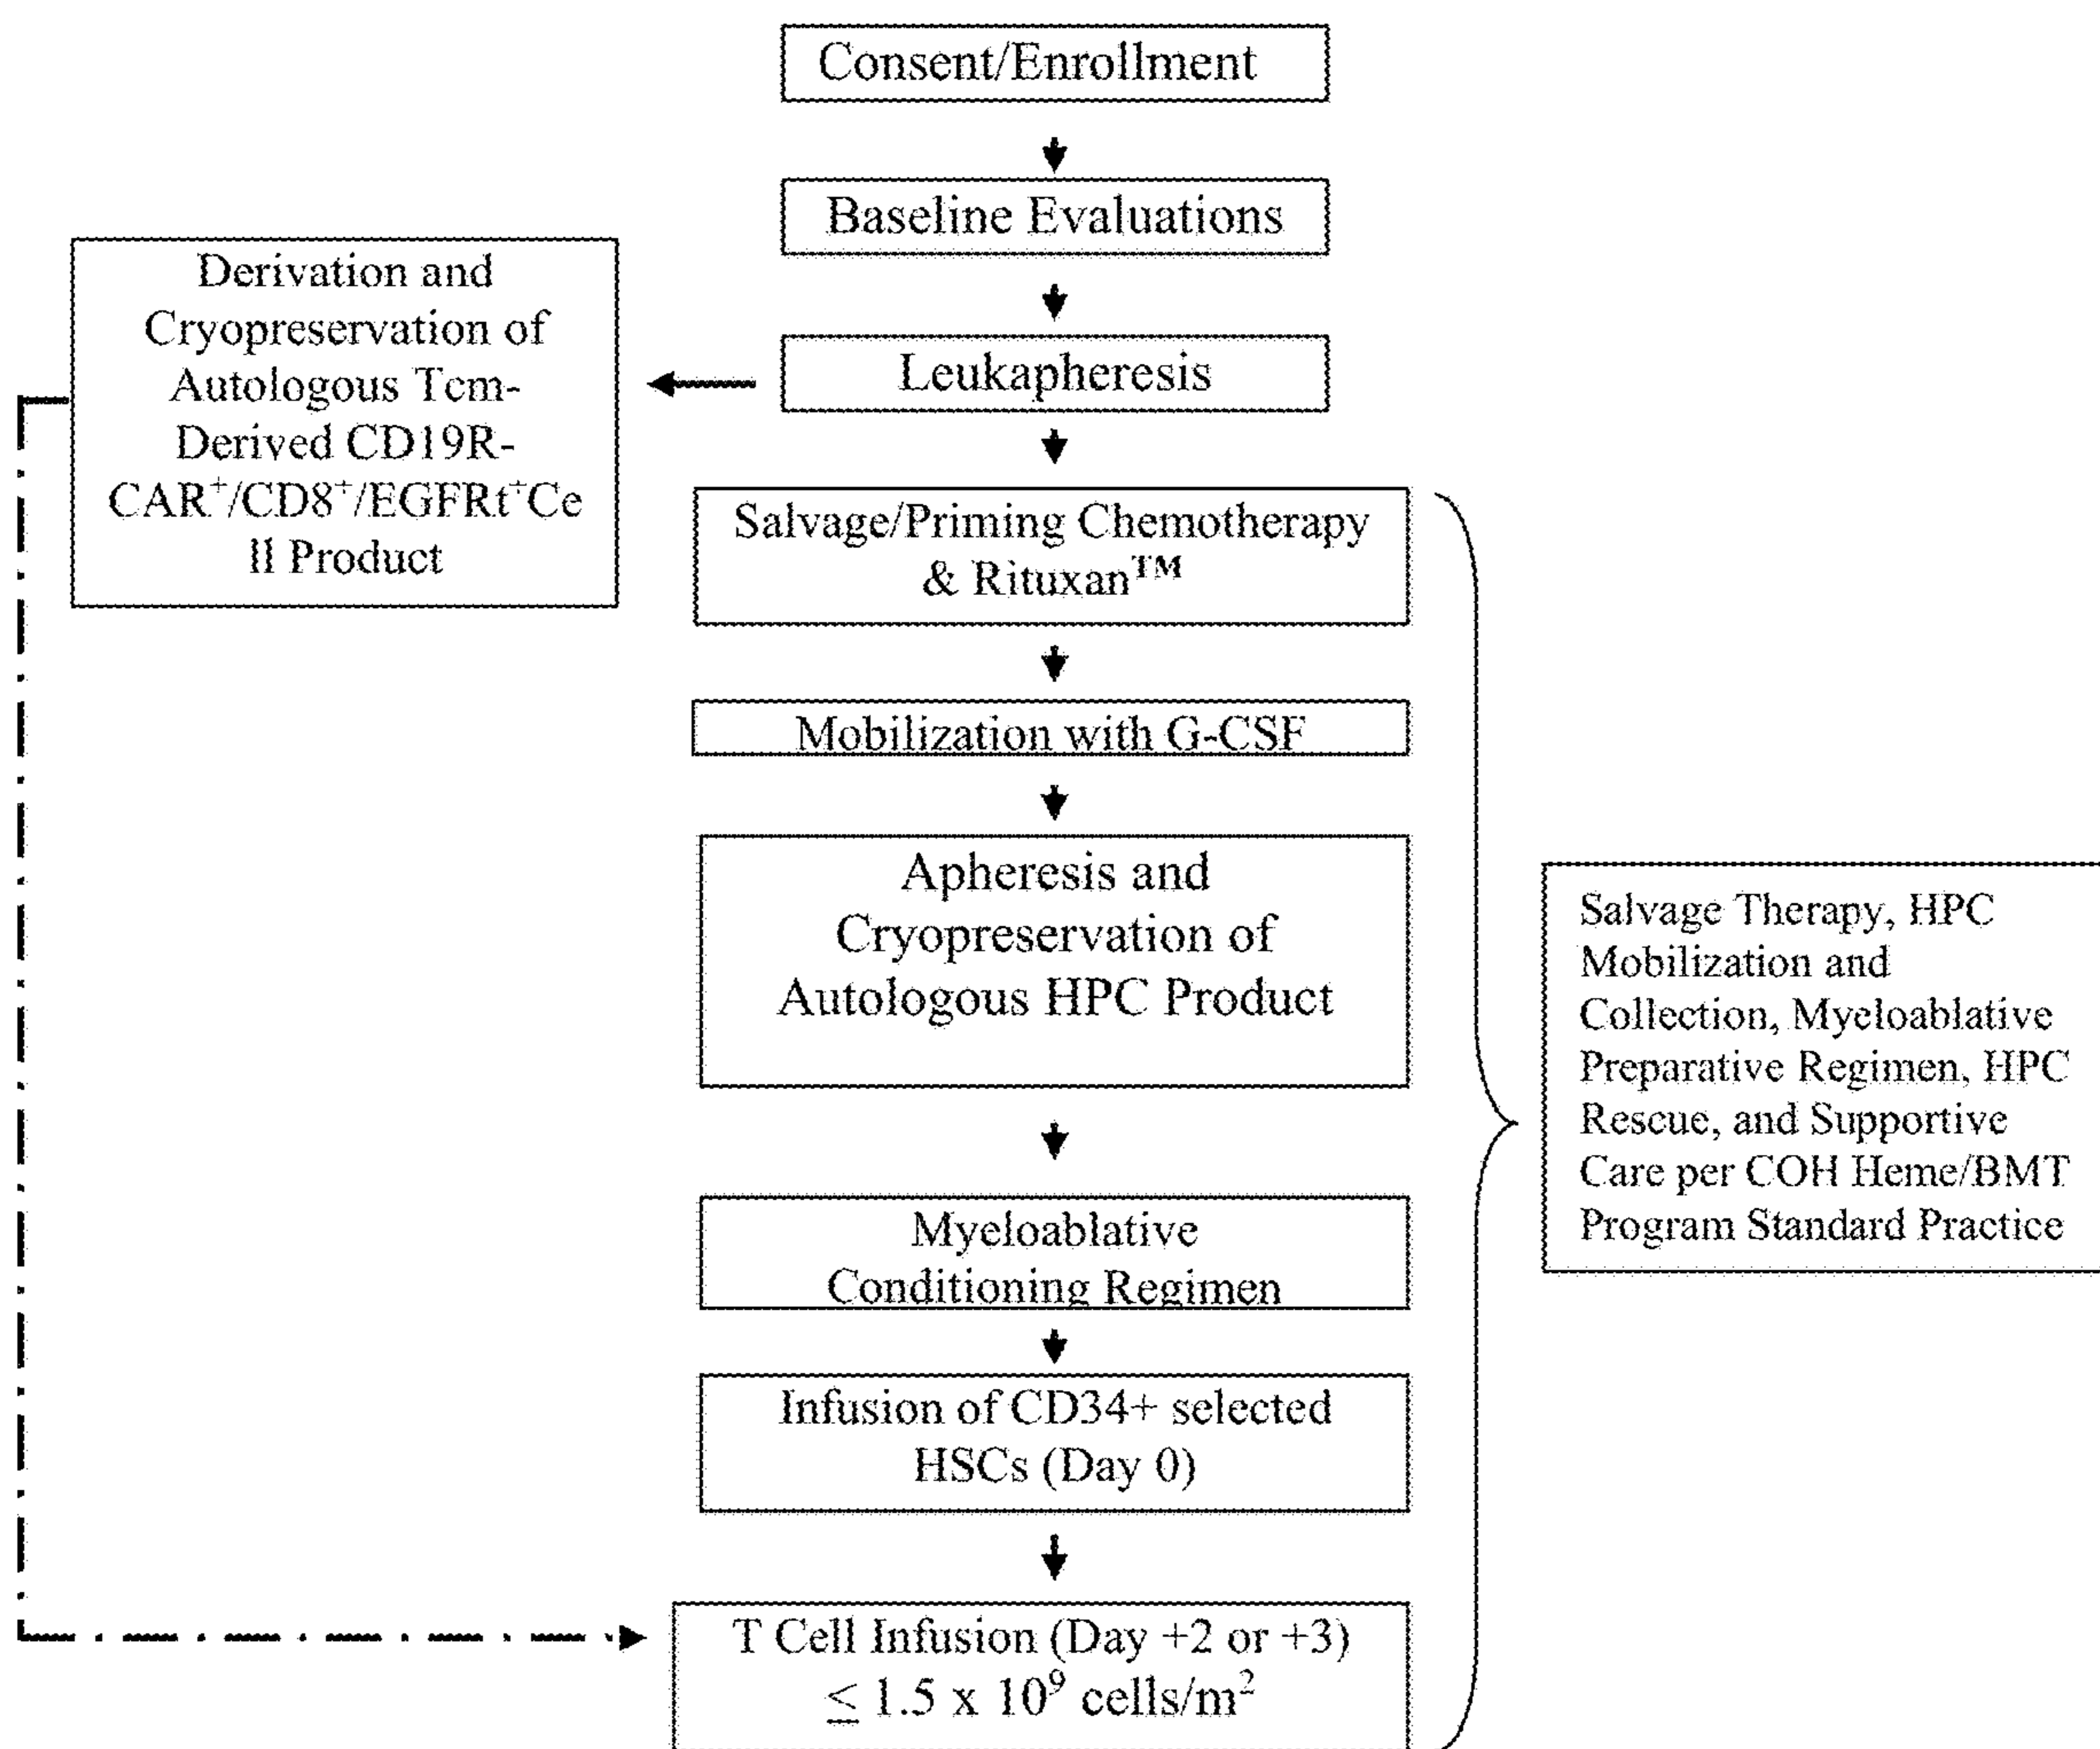 Consent/Enrollment
Baseline Evaluations
Derivation and
Cryopreservation of
Autologous Tcm-
Derived CD19R-
CAR⁺/CD8⁺/EGFRt⁺Ce
ll Product
Leukapheresis
Salvage/Priming Chemotherapy
& Rituxan™
Mobilization with G-CSF
Apheresis and
Cryopreservation of
Autologous HPC Product
Salvage Therapy, HPC
Mobilization and
Collection, Myeloablative
Preparative Regimen, HPC
Rescue, and Supportive
Care per COH Heme/BMT
Program Standard Practice
Myeloablative
Conditioning Regimen
Infusion of CD34+ selected
HSCs (Day 0)
T Cell Infusion (Day +2 or +3)
≤ 1.5 x 10⁹ cells/m²